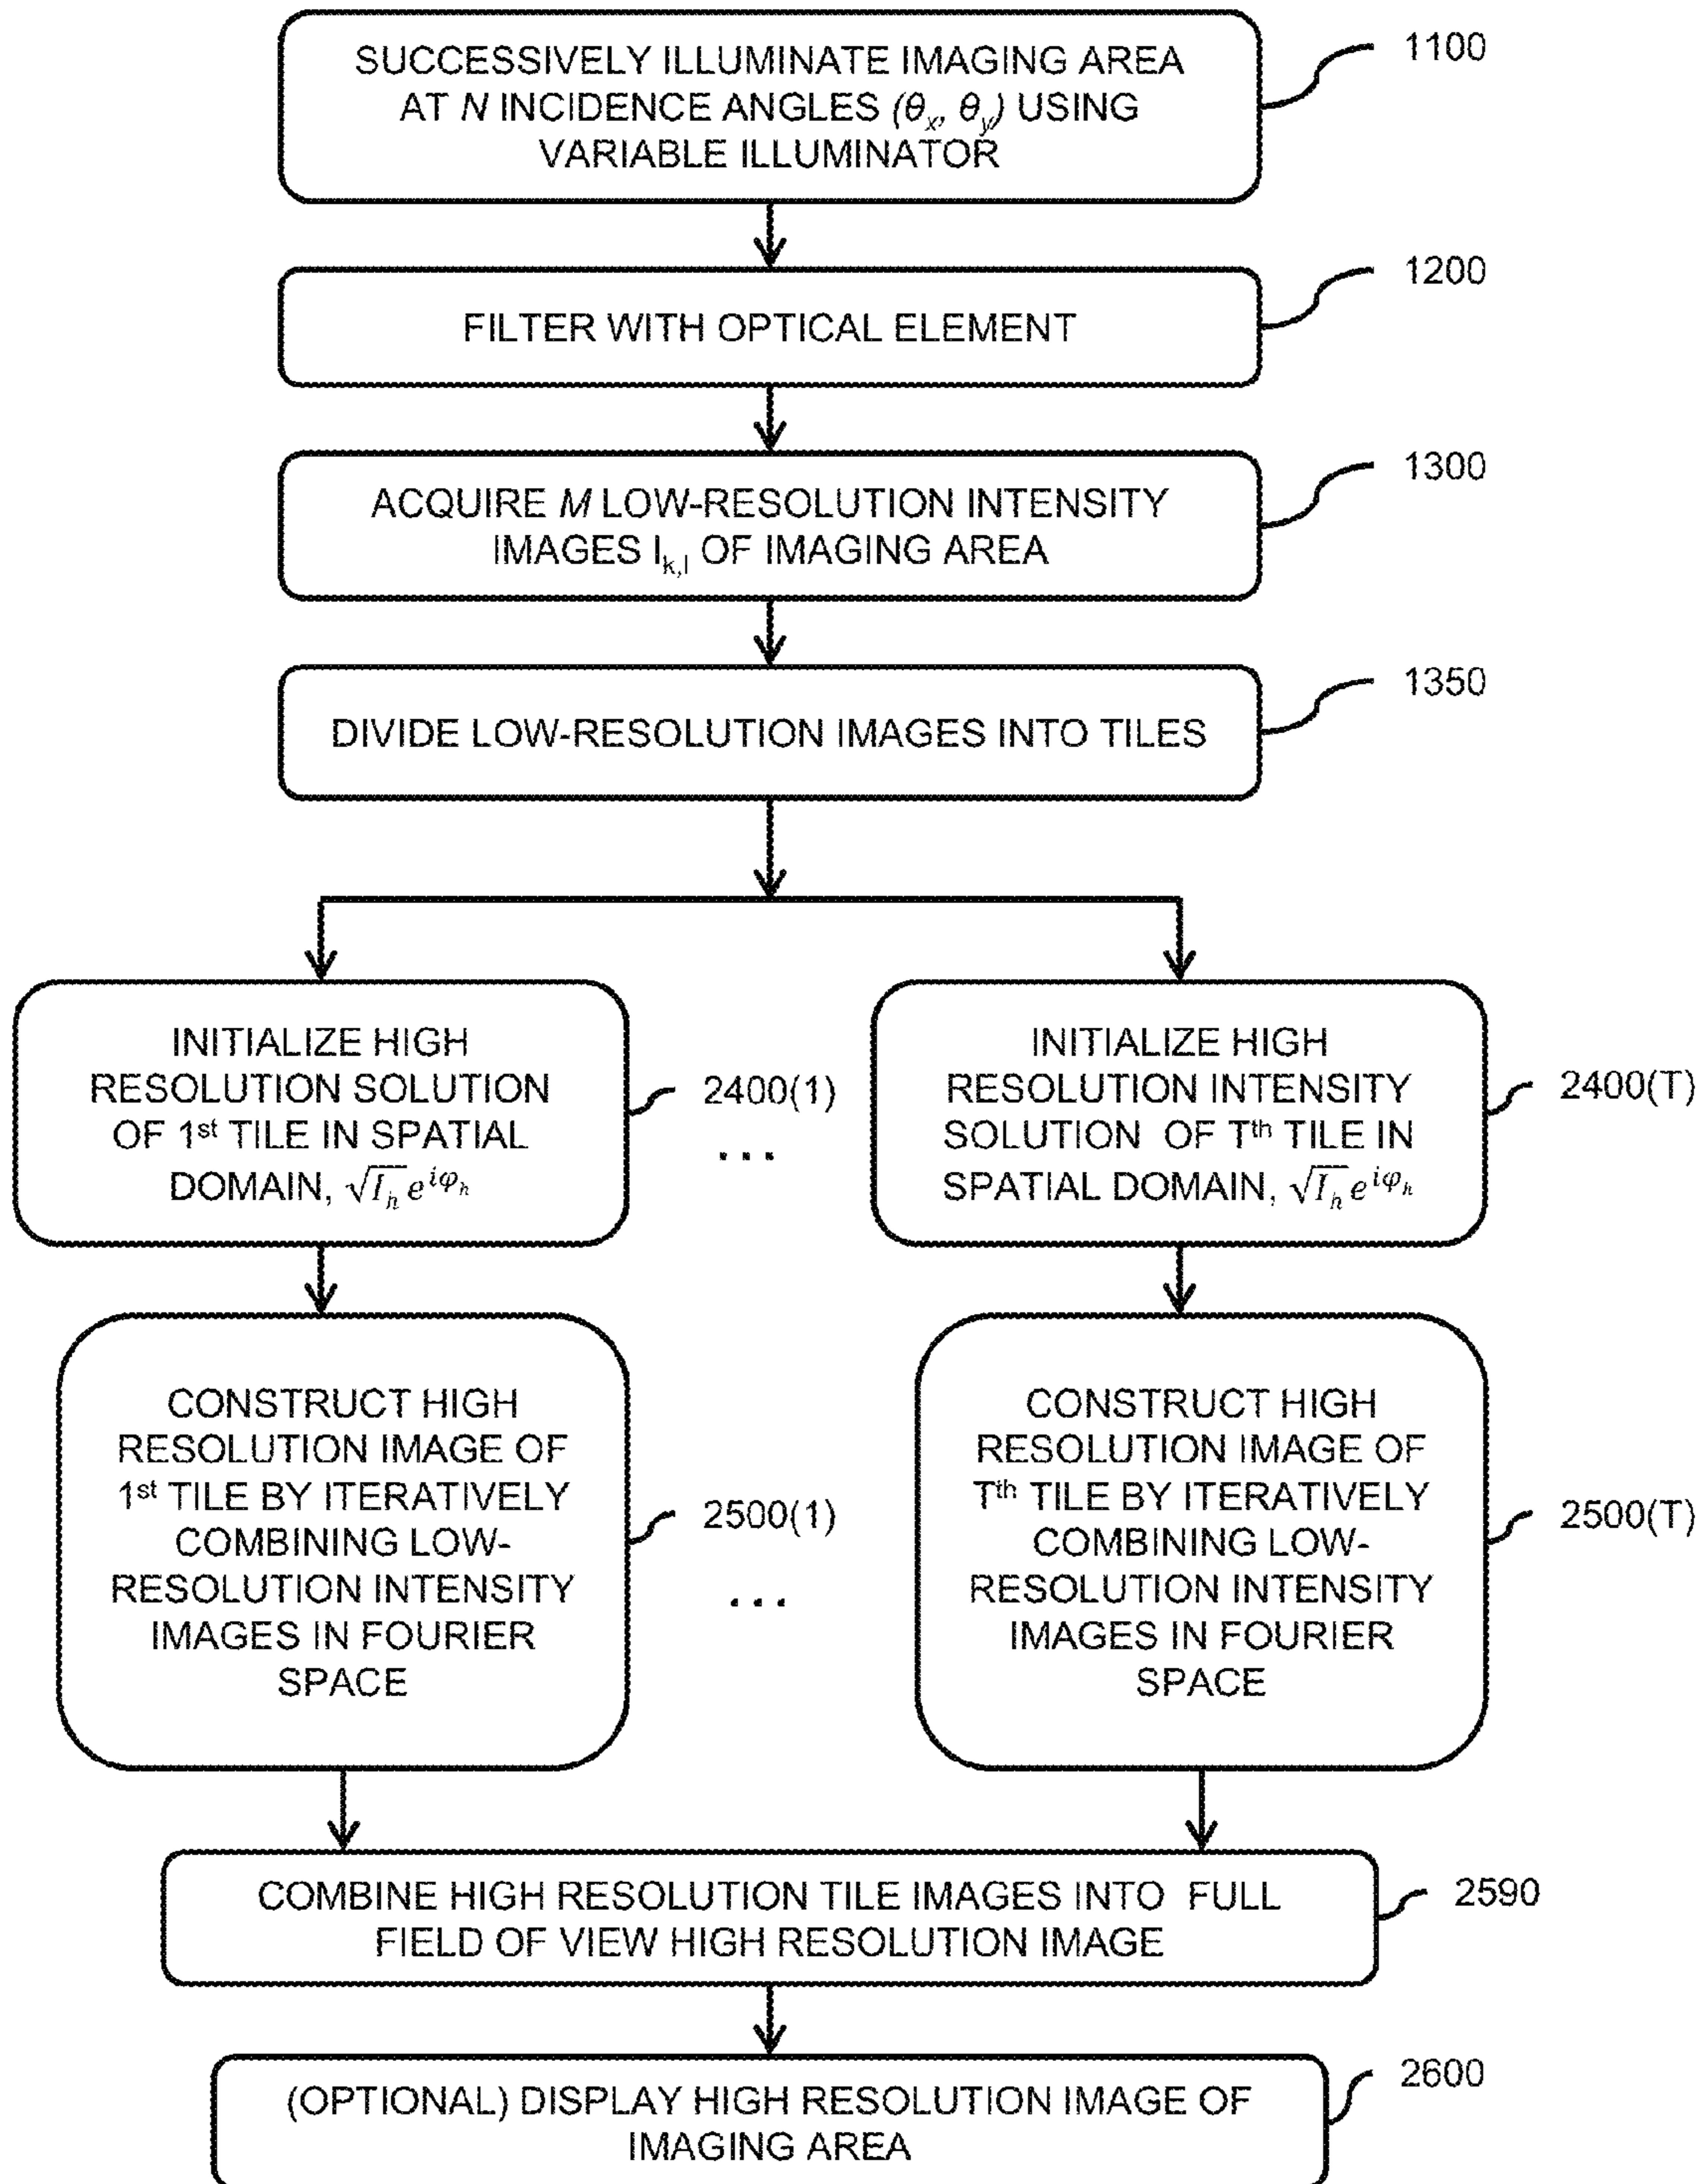 SUCCESSIVELY ILLUMINATE IMAGING AREA
AT N INCIDENCE ANGLES (θx, θy) USING
VARIABLE ILLUMINATOR
1100
FILTER WITH OPTICAL ELEMENT
1200
ACQUIRE M LOW-RESOLUTION INTENSITY
IMAGES Ik,l OF IMAGING AREA
1300
DIVIDE LOW-RESOLUTION IMAGES INTO TILES
1350
INITIALIZE HIGH
RESOLUTION SOLUTION
OF 1st TILE IN SPATIAL
DOMAIN, √Ih e^iφh
2400(1)
...
INITIALIZE HIGH
RESOLUTION INTENSITY
SOLUTION OF Tth TILE IN
SPATIAL DOMAIN, √Ih e^iφh
2400(T)
CONSTRUCT HIGH
RESOLUTION IMAGE OF
1st TILE BY ITERATIVELY
COMBINING LOW-
RESOLUTION INTENSITY
IMAGES IN FOURIER
SPACE
2500(1)
...
CONSTRUCT HIGH
RESOLUTION IMAGE OF
Tth TILE BY ITERATIVELY
COMBINING LOW-
RESOLUTION INTENSITY
IMAGES IN FOURIER
SPACE
2500(T)
COMBINE HIGH RESOLUTION TILE IMAGES INTO FULL
FIELD OF VIEW HIGH RESOLUTION IMAGE
2590
(OPTIONAL) DISPLAY HIGH RESOLUTION IMAGE OF
IMAGING AREA
2600